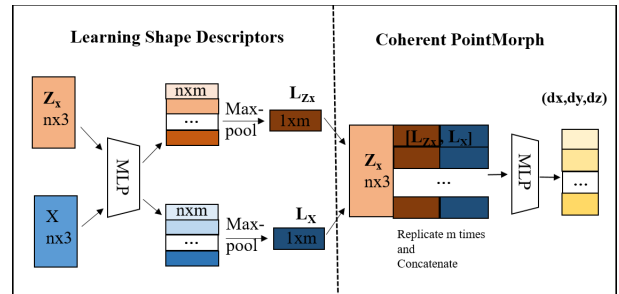 Learning Shape Descriptors
Coherent PointMorph
Zx
nx3
X
nx3
MLP
nxm
...
Max-
pool
LZx
1xm
nxm
...
Max-
pool
LX
1xm
Zx
nx3
[LZx, LX]
...
Replicate m times
and
Concatenate
MLP
(dx,dy,dz)
...